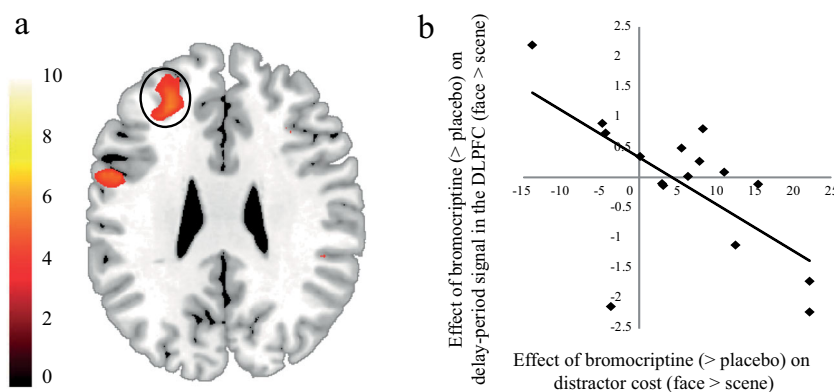 a
10
8
6
4
2
0
b
Effect of bromocriptine (> placebo) on
delay-period signal in the DLPFC (face > scene)
2.5
2
1.5
1
0.5
-0.5
-1
-1.5
-2
-2.5
-15 -10 -5 0 5 10 15 20 25
Effect of bromocriptine (> placebo) on
distractor cost (face > scene)